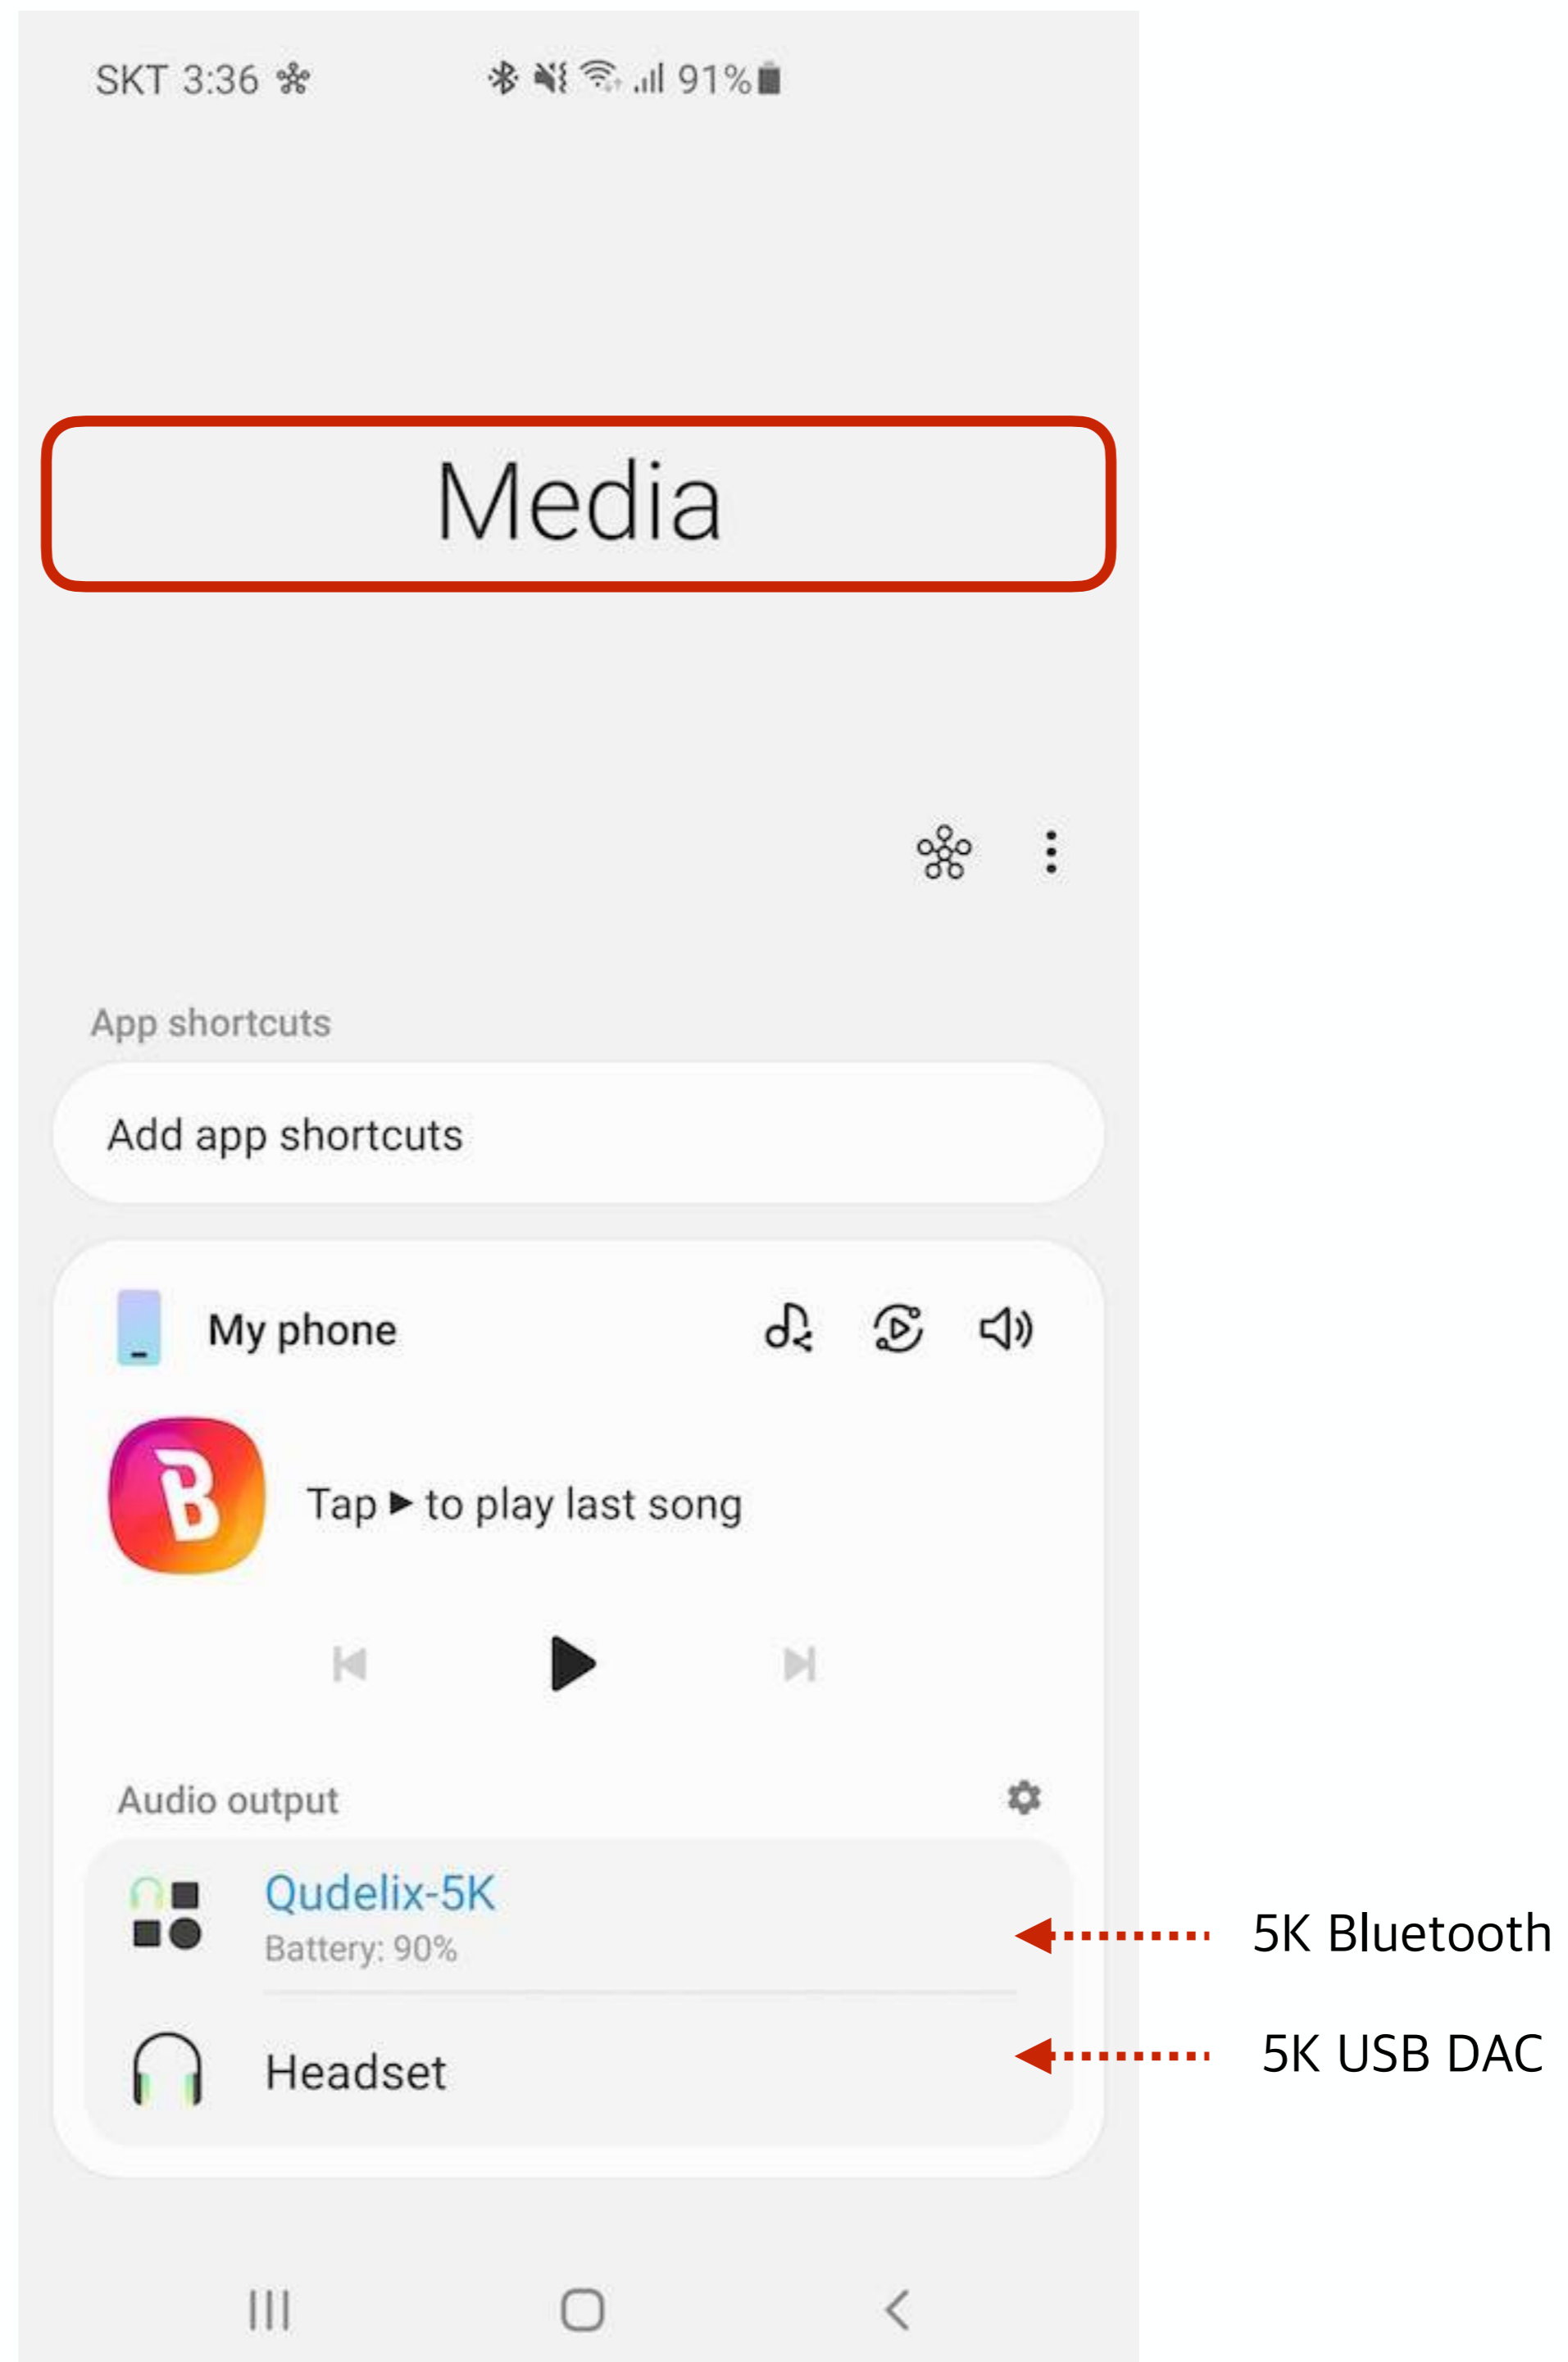 SKT 3:36 91%
Media
App shortcuts
Add app shortcuts
My phone
B
Tap ▶ to play last song
Audio output
Qudelix-5K
Battery: 90%
5K Bluetooth
Headset
5K USB DAC